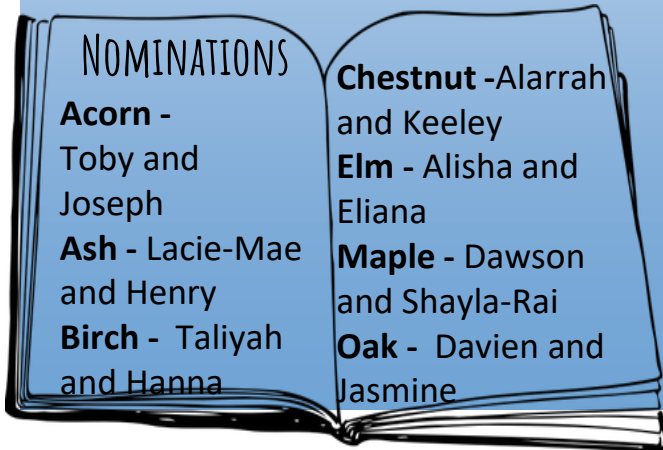 NOMINATIONS
Acorn -
Toby and
Joseph
Ash - Lacie-Mae
and Henry
Birch - Taliyah
and Hanna
Chestnut -Alarrah
and Keeley
Elm - Alisha and
Eliana
Maple - Dawson
and Shayla-Rai
Oak - Davien and
Jasmine